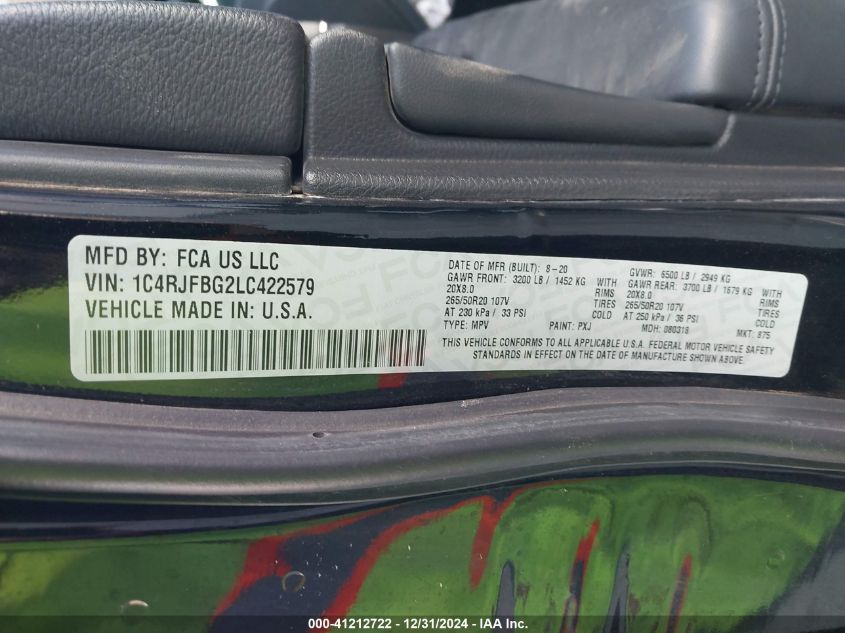 MFD BY: FCA US LLC
VIN: 1C4RJFBG2LC422579
VEHICLE MADE IN: U.S.A.
DATE OF MFR (BUILT): 8-20 GVWR: 6500 LB / 2949 KG
GAWR FRONT: 3200 LB / 1452 KG WITH GAWR REAR: 3700 LB / 1679 KG WITH
20X8.0 RIMS 20X8.0 RIMS
265/50R20 107V TIRES 265/50R20 107V TIRES
AT 230 kPa / 33 PSI COLD AT 250 kPa / 36 PSI COLD
TYPE: MPV PAINT: PXJ MDH: 080318 MKT: 875
THIS VEHICLE CONFORMS TO ALL APPLICABLE U.S.A. FEDERAL MOTOR VEHICLE SAFETY
STANDARDS IN EFFECT ON THE DATE OF MANUFACTURE SHOWN ABOVE.
000-41212722 - 12/31/2024 - IAA Inc.